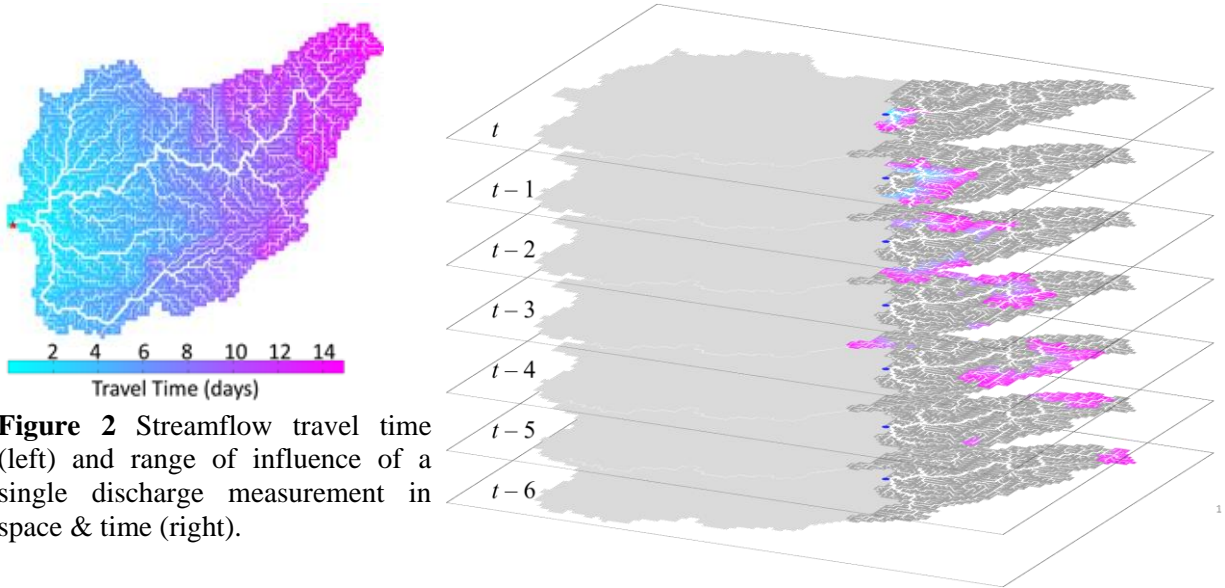 2 4 6 8 10 12 14
Travel Time (days)
Figure 2 Streamflow travel time
(left) and range of influence of a
single discharge measurement in
space & time (right).
t
t – 1
t – 2
t – 3
t – 4
t – 5
t – 6
1